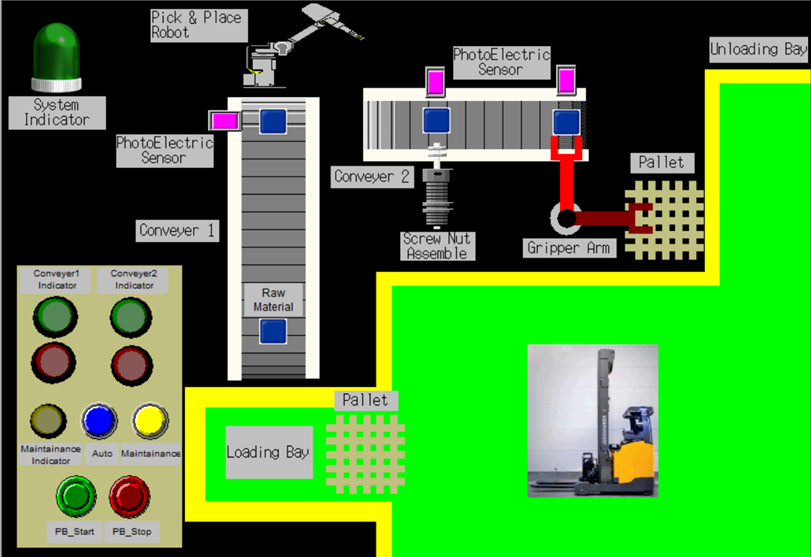 Pick & Place
Robot
System
Indicator
PhotoElectric
Sensor
PhotoElectric
Sensor
Unloading Bay
Conveyer 2
Pallet
Conveyer 1
Screw Nut
Assemble
Gripper Arm
Conveyer1
Indicator
Conveyer2
Indicator
Raw
Material
Pallet
Loading Bay
Maintainance
Indicator
Auto
Maintainance
PB_Start
PB_Stop